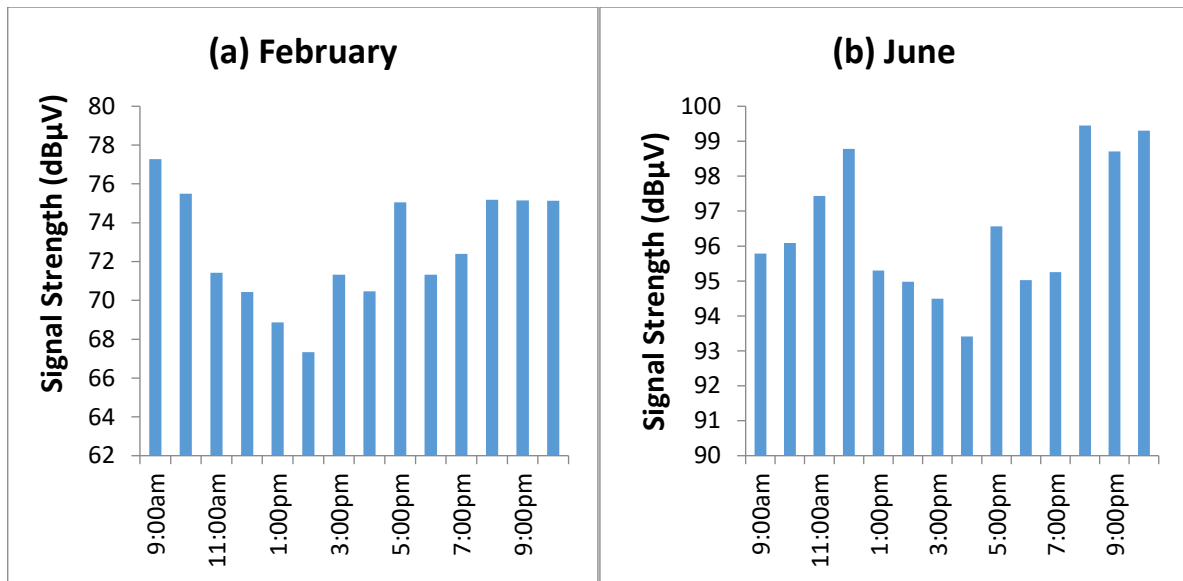 (a) February
Signal Strength (dBµV)
80
78
76
74
72
70
68
66
64
62
9:00am
11:00am
1:00pm
3:00pm
5:00pm
7:00pm
9:00pm
(b) June
Signal Strength (dBµV)
100
99
98
97
96
95
94
93
92
91
90
9:00am
11:00am
1:00pm
3:00pm
5:00pm
7:00pm
9:00pm